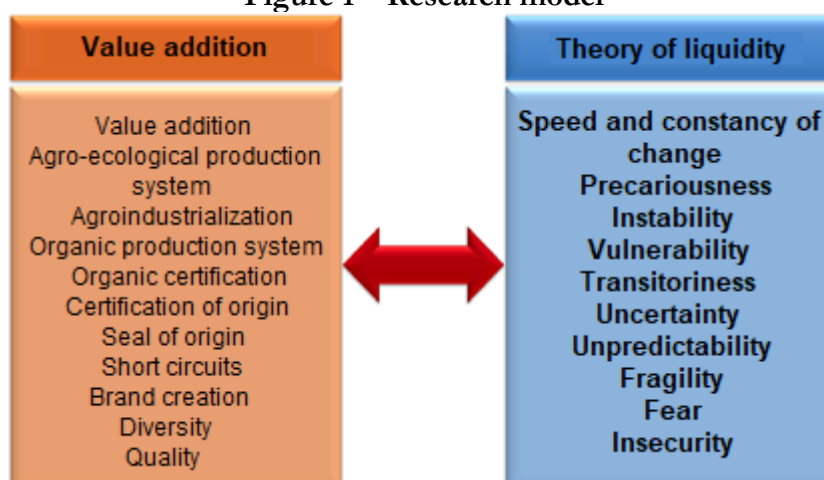 Figure 1 – Research model
Value addition
Value addition
Agro-ecological production
system
Agroindustrialization
Organic production system
Organic certification
Certification of origin
Seal of origin
Short circuits
Brand creation
Diversity
Quality
Theory of liquidity
Speed and constancy of
change
Precariousness
Instability
Vulnerability
Transitoriness
Uncertainty
Unpredictability
Fragility
Fear
Insecurity